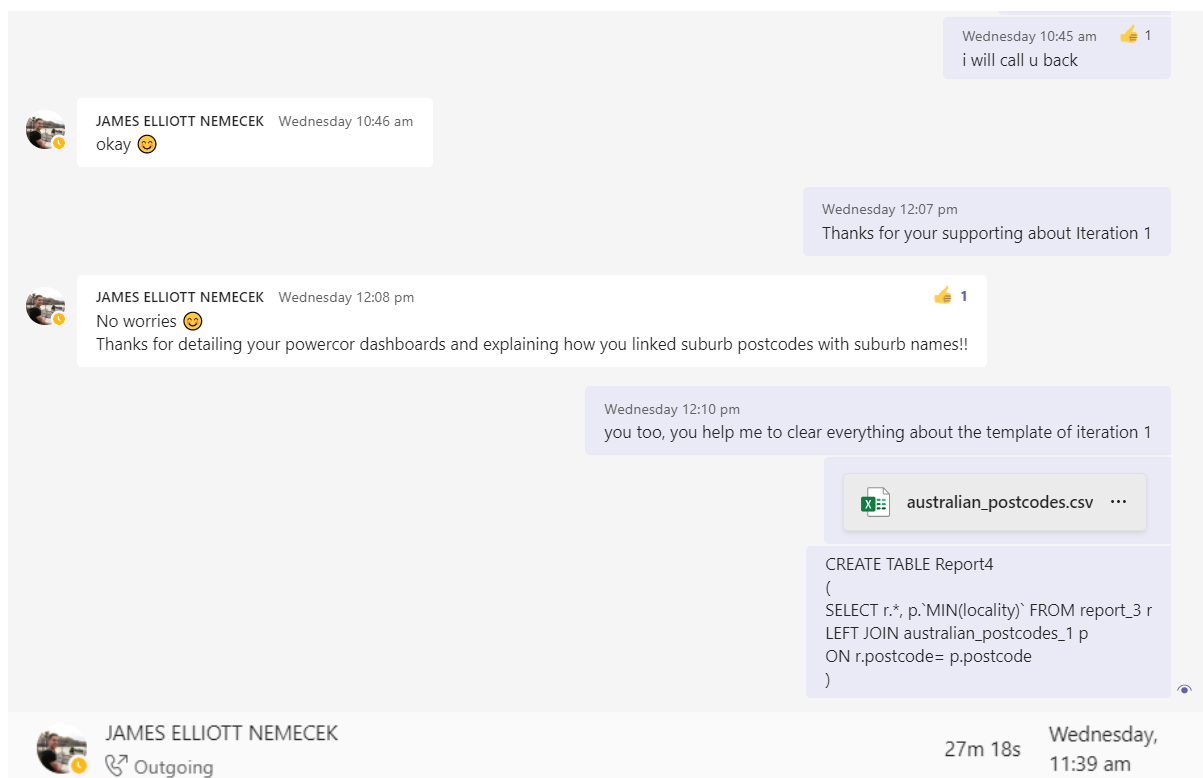 Wednesday 10:45 am 👍 1
i will call u back
JAMES ELLIOTT NEMECEK Wednesday 10:46 am
okay 😊
Wednesday 12:07 pm
Thanks for your supporting about Iteration 1
JAMES ELLIOTT NEMECEK Wednesday 12:08 pm 👍 1
No worries 😊
Thanks for detailing your powercor dashboards and explaining how you linked suburb postcodes with suburb names!!
Wednesday 12:10 pm
you too, you help me to clear everything about the template of iteration 1
australian_postcodes.csv ...
CREATE TABLE Report4
(
SELECT r.*, p.`MIN(locality)` FROM report_3 r
LEFT JOIN australian_postcodes_1 p
ON r.postcode= p.postcode
)
JAMES ELLIOTT NEMECEK
Outgoing
27m 18s
Wednesday,
11:39 am